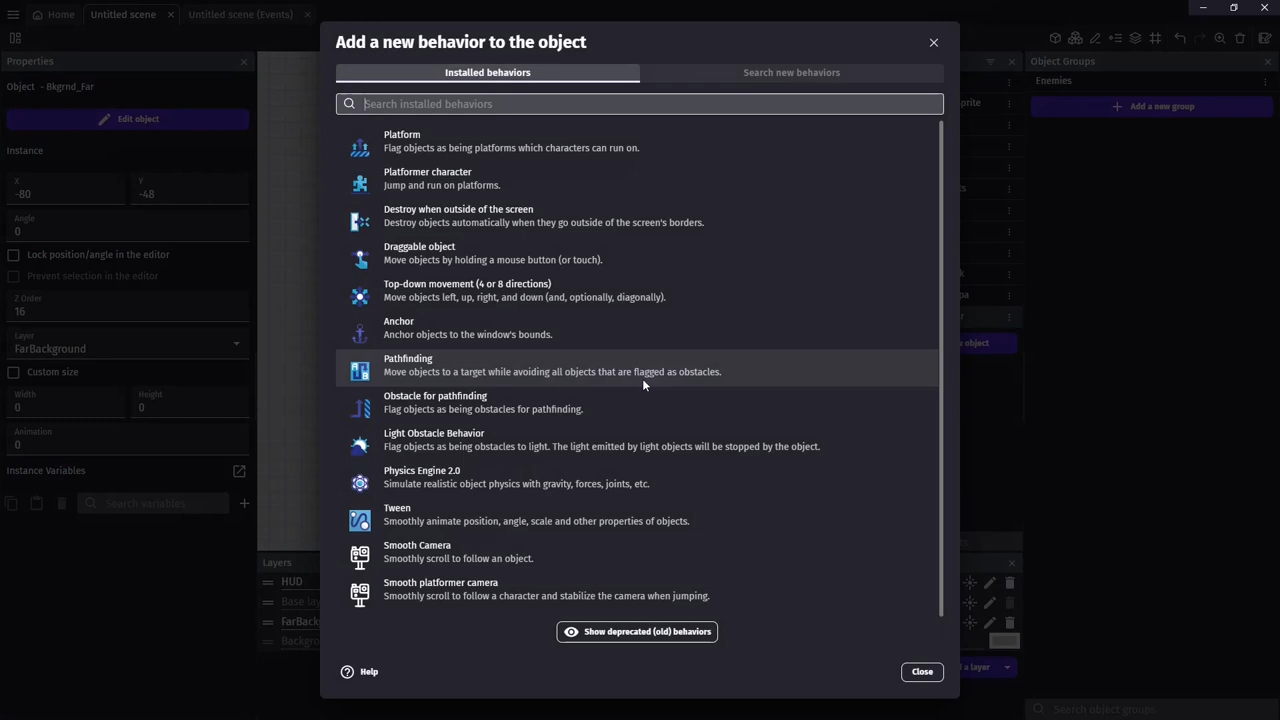 Home
Untitled scene
Untitled scene (Events)
Properties
Object - Bkgrnd_Far
Edit object
Instance
X
-80
Y
-48
Angle
0
Lock position/angle in the editor
Prevent selection in the editor
Z Order
16
Layer
FarBackground
Custom size
Width
0
Height
0
Animation
0
Instance Variables
Search variables
Add a new behavior to the object
Installed behaviors
Search new behaviors
Search installed behaviors
Platform
Flag objects as being platforms which characters can run on.
Platformer character
Jump and run on platforms.
Destroy when outside of the screen
Destroy objects automatically when they go outside of the screen's borders.
Draggable object
Move objects by holding a mouse button (or touch).
Top-down movement (4 or 8 directions)
Move objects left, up, right, and down (and, optionally, diagonally).
Anchor
Anchor objects to the window's bounds.
Pathfinding
Move objects to a target while avoiding all objects that are flagged as obstacles.
Obstacle for pathfinding
Flag objects as being obstacles for pathfinding.
Light Obstacle Behavior
Flag objects as being obstacles to light. The light emitted by light objects will be stopped by the object.
Physics Engine 2.0
Simulate realistic object physics with gravity, forces, joints, etc.
Tween
Smoothly animate position, angle, scale and other properties of objects.
Smooth Camera
Smoothly scroll to follow an object.
Smooth platformer camera
Smoothly scroll to follow a character and stabilize the camera when jumping.
Show deprecated (old) behaviors
Help
Close
Layers
HUD
Base lay
FarBack
Backgro
Object Groups
Enemies
Add a new group
object
a layer
Search object groups